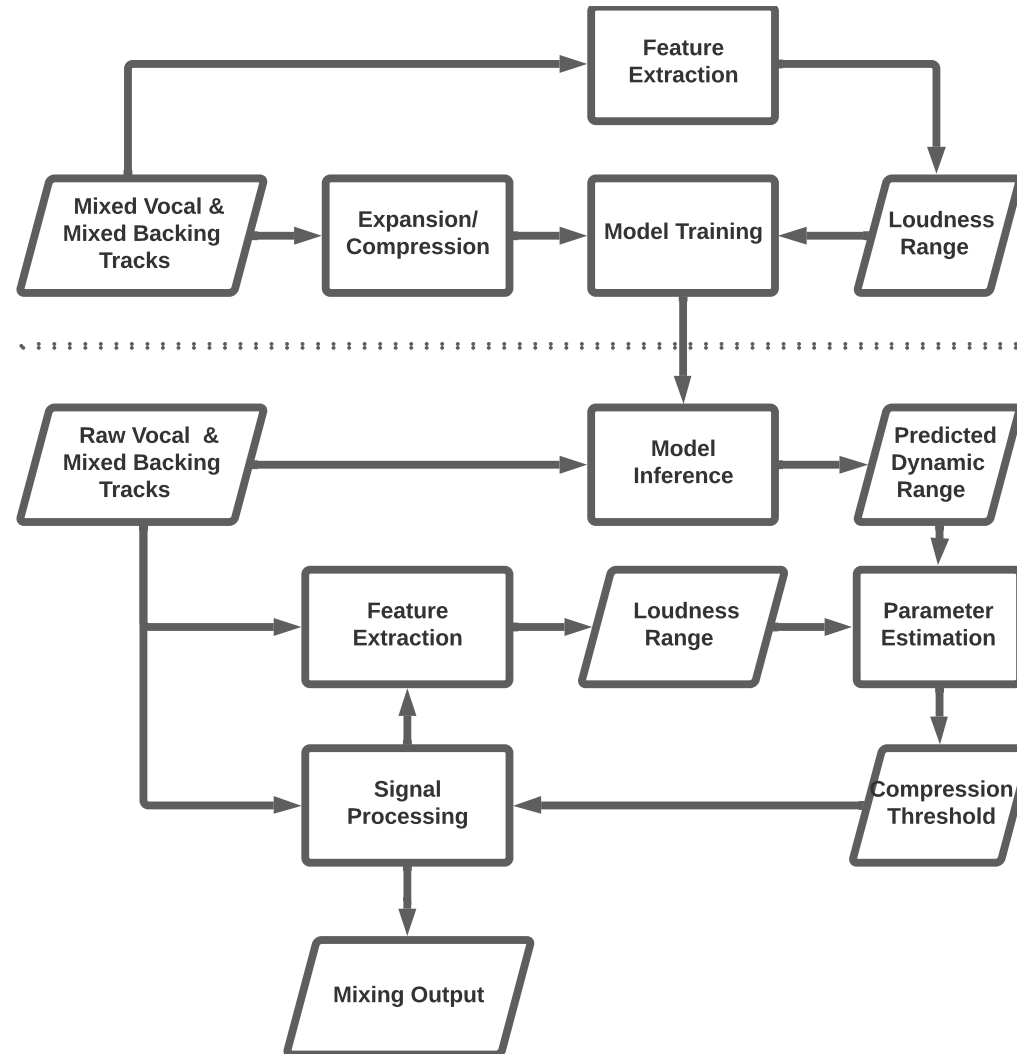 Feature
Extraction
Mixed Vocal &
Mixed Backing
Tracks
Expansion/
Compression
Model Training
Loudness
Range
Raw Vocal &
Mixed Backing
Tracks
Model
Inference
Predicted
Dynamic
Range
Feature
Extraction
Loudness
Range
Parameter
Estimation
Signal
Processing
Compression/
Threshold
Mixing Output